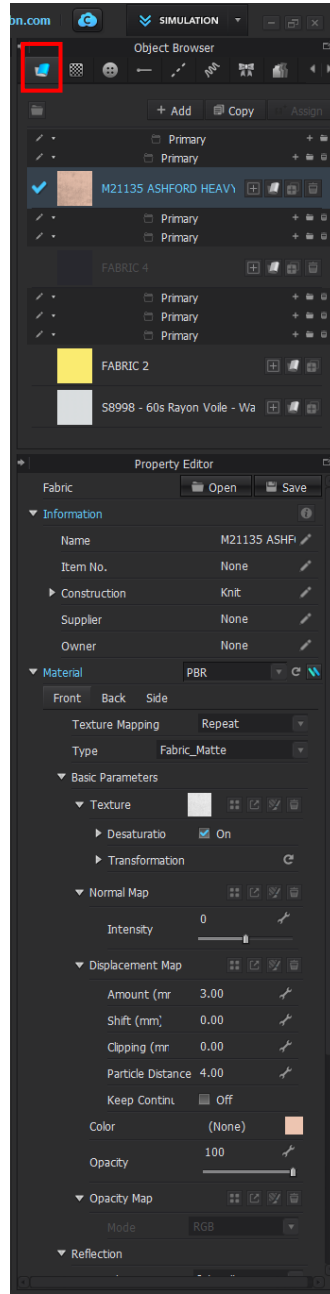 on.com SIMULATION
Object Browser
+ Add Copy Assign
Primary
Primary
M21135 ASHFORD HEAVY
Primary
Primary
FABRIC 4
Primary
Primary
Primary
FABRIC 2
S8998 - 60s Rayon Voile - Wa
Property Editor
Fabric Open Save
Information
Name M21135 ASHF
Item No. None
Construction Knit
Supplier None
Owner None
Material PBR
Front Back Side
Texture Mapping Repeat
Type Fabric_Matte
Basic Parameters
Texture
Desaturatio On
Transformation
Normal Map
Intensity 0
Displacement Map
Amount (mr 3.00
Shift (mm) 0.00
Clipping (mr 0.00
Particle Distance 4.00
Keep Contin Off
Color (None)
Opacity 100
Opacity Map
Mode RGB
Reflection